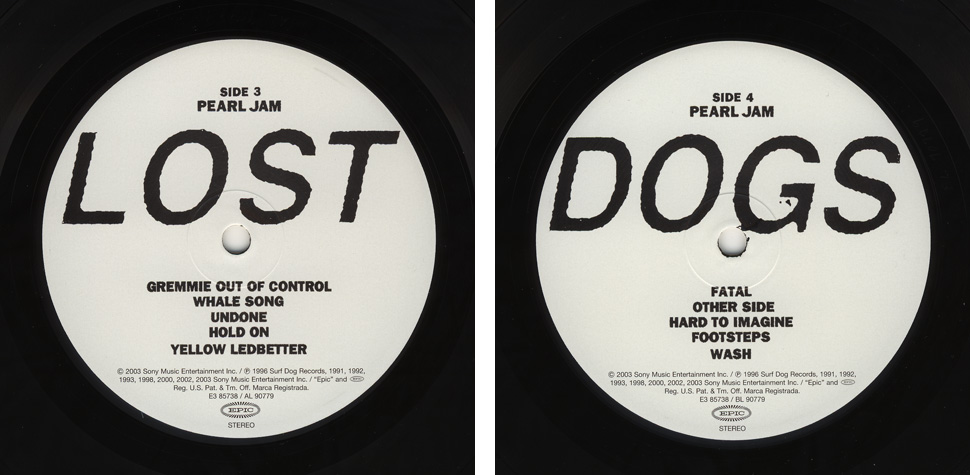 SIDE 3
PEARL JAM
LOST
GREMMIE OUT OF CONTROL
WHALE SONG
UNDONE
HOLD ON
YELLOW LEDBETTER
© 2003 Sony Music Entertainment Inc. / ℗ 1996 Surf Dog Records, 1991, 1992,
1993, 1998, 2000, 2002, 2003 Sony Music Entertainment Inc. / "Epic" and EPIC
Reg. U.S. Pat. & Tm. Off. Marca Registrada.
E3 85738 / AL 90779
EPIC
STEREO
SIDE 4
PEARL JAM
DOGS
FATAL
OTHER SIDE
HARD TO IMAGINE
FOOTSTEPS
WASH
© 2003 Sony Music Entertainment Inc. / ℗ 1996 Surf Dog Records, 1991, 1992,
1993, 1998, 2000, 2002, 2003 Sony Music Entertainment Inc. / "Epic" and EPIC
Reg. U.S. Pat. & Tm. Off. Marca Registrada.
E3 85738 / BL 90779
EPIC
STEREO